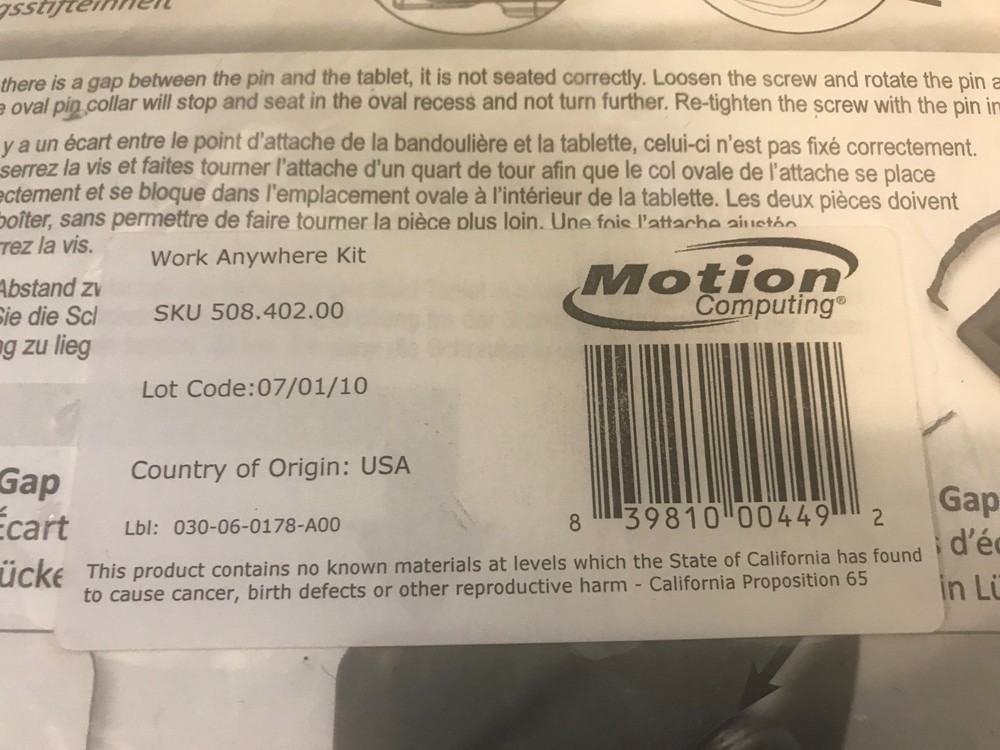 gsstifteinheit
there is a gap between the pin and the tablet, it is not seated correctly. Loosen the screw and rotate the pin a
e oval pin collar will stop and seat in the oval recess and not turn further. Re-tighten the screw with the pin in
y a un écart entre le point d'attache de la bandoulière et la tablette, celui-ci n'est pas fixé correctement.
serrez la vis et faites tourner l'attache d'un quart de tour afin que le col ovale de l'attache se place
ectement et se bloque dans l'emplacement ovale à l'intérieur de la tablette. Les deux pièces doivent
boîter, sans permettre de faire tourner la pièce plus loin. Une fois l'attache ajustée
rrez la vis.
Abstand zw
Sie die Scl
ng zu lieg
Work Anywhere Kit
SKU 508.402.00
Lot Code:07/01/10
Country of Origin: USA
Lbl: 030-06-0178-A00
Motion
Computing®
8 39810 00449 2
This product contains no known materials at levels which the State of California has found
to cause cancer, birth defects or other reproductive harm - California Proposition 65
Gap
Écart
ücke
Gap
d'éc
in Lü